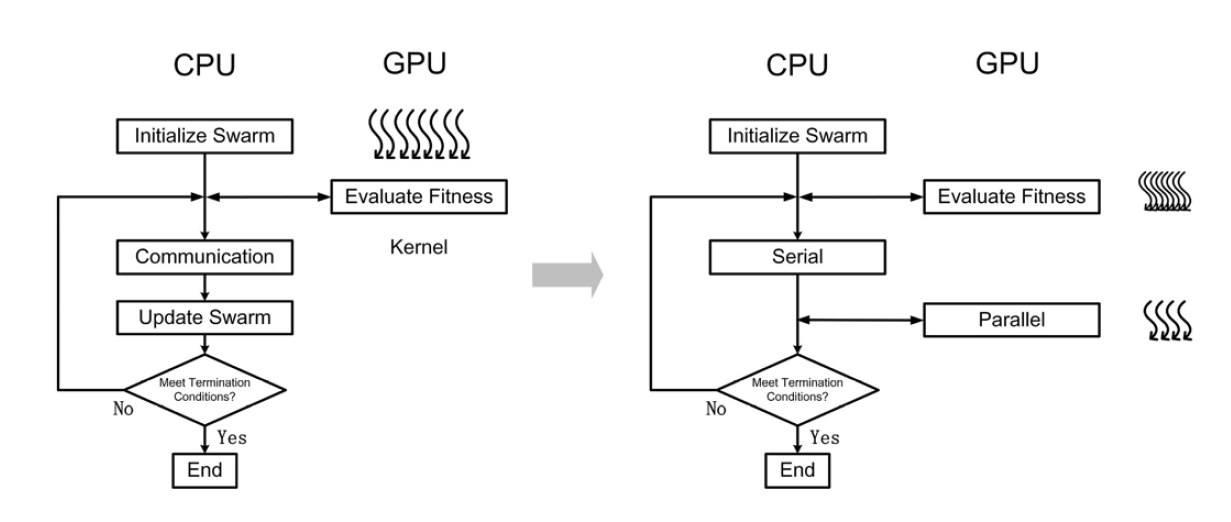 CPU
GPU
Initialize Swarm
Evaluate Fitness
Kernel
Communication
Update Swarm
Meet Termination
Conditions?
No
Yes
End
CPU
GPU
Initialize Swarm
Evaluate Fitness
Serial
Parallel
Meet Termination
Conditions?
No
Yes
End